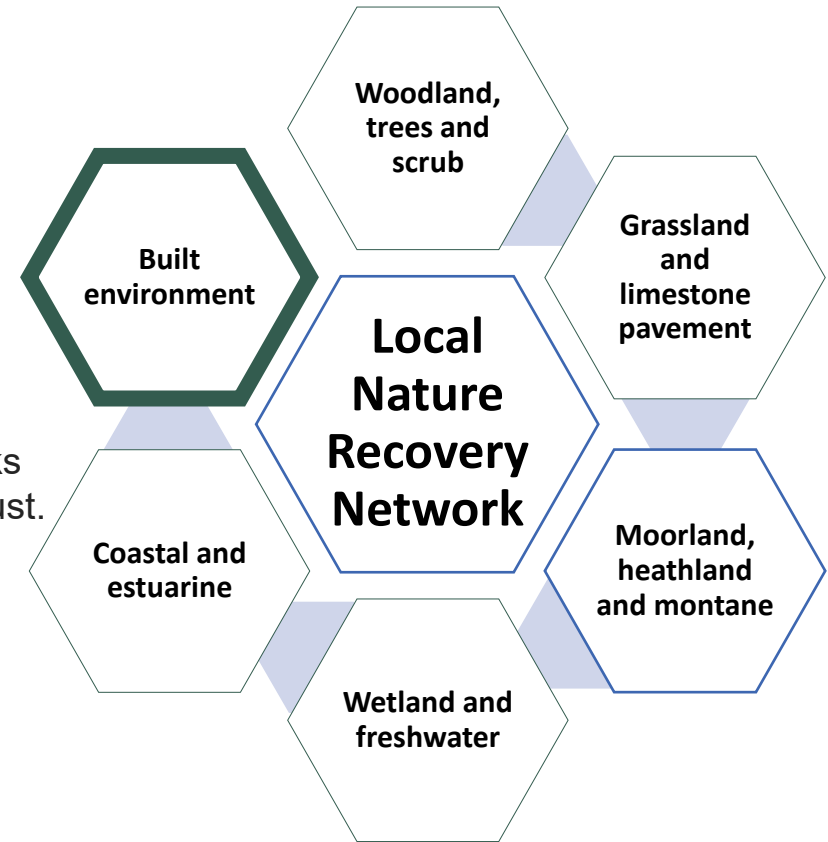 Woodland,
trees and
scrub
Grassland
and
limestone
pavement
Built
environment
Local
Nature
Recovery
Network
Moorland,
heathland
and montane
Coastal and
estuarine
Wetland and
freshwater
ust.